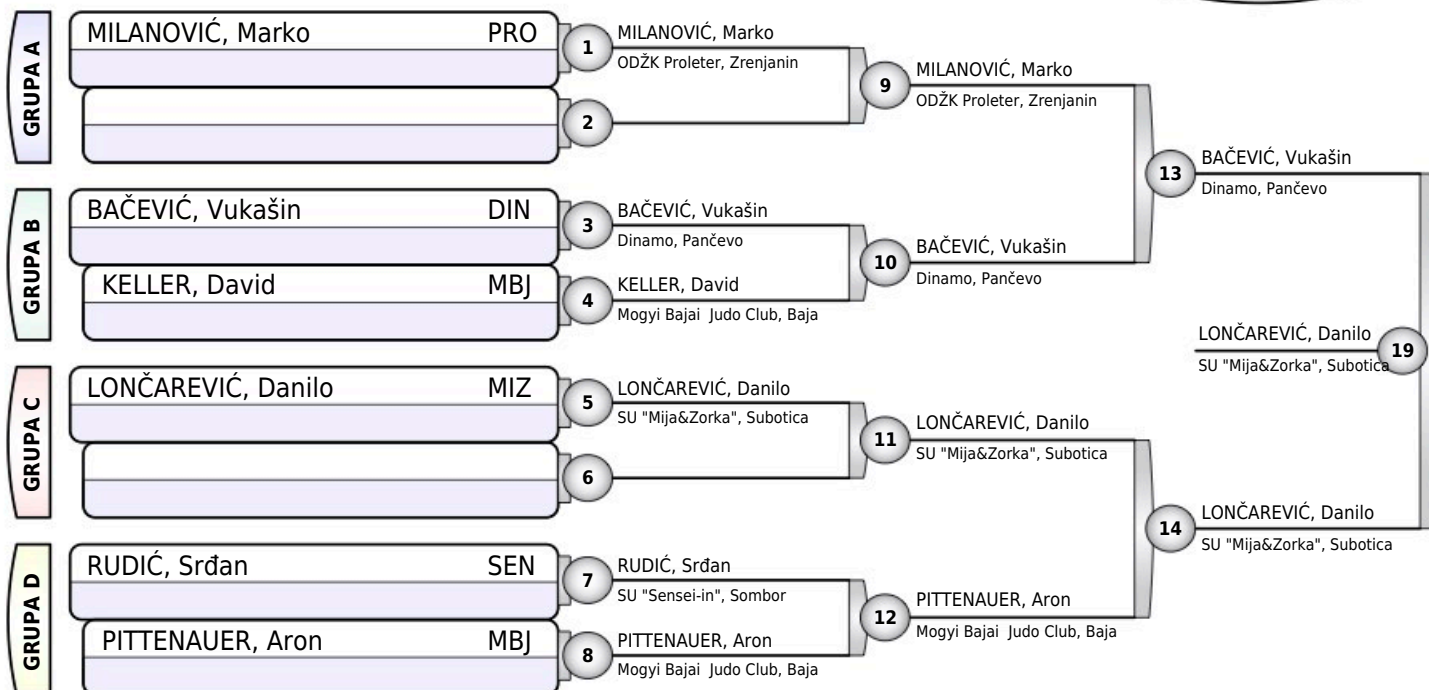 GRUPA A
MILANOVIĆ, Marko PRO
1
MILANOVIĆ, Marko
ODŽK Proleter, Zrenjanin
2
9
MILANOVIĆ, Marko
ODŽK Proleter, Zrenjanin
GRUPA B
BAČEVIĆ, Vukašin DIN
3
BAČEVIĆ, Vukašin
Dinamo, Pančevo
KELLER, David MBJ
4
KELLER, David
Mogyi Bajai Judo Club, Baja
10
BAČEVIĆ, Vukašin
Dinamo, Pančevo
13
BAČEVIĆ, Vukašin
Dinamo, Pančevo
GRUPA C
LONČAREVIĆ, Danilo MIZ
5
LONČAREVIĆ, Danilo
SU "Mija&Zorka", Subotica
6
11
LONČAREVIĆ, Danilo
SU "Mija&Zorka", Subotica
GRUPA D
RUDIĆ, Srđan SEN
7
RUDIĆ, Srđan
SU "Sensei-in", Sombor
PITTENAUER, Aron MBJ
8
PITTENAUER, Aron
Mogyi Bajai Judo Club, Baja
12
PITTENAUER, Aron
Mogyi Bajai Judo Club, Baja
14
LONČAREVIĆ, Danilo
SU "Mija&Zorka", Subotica
LONČAREVIĆ, Danilo
SU "Mija&Zorka", Subotica
19